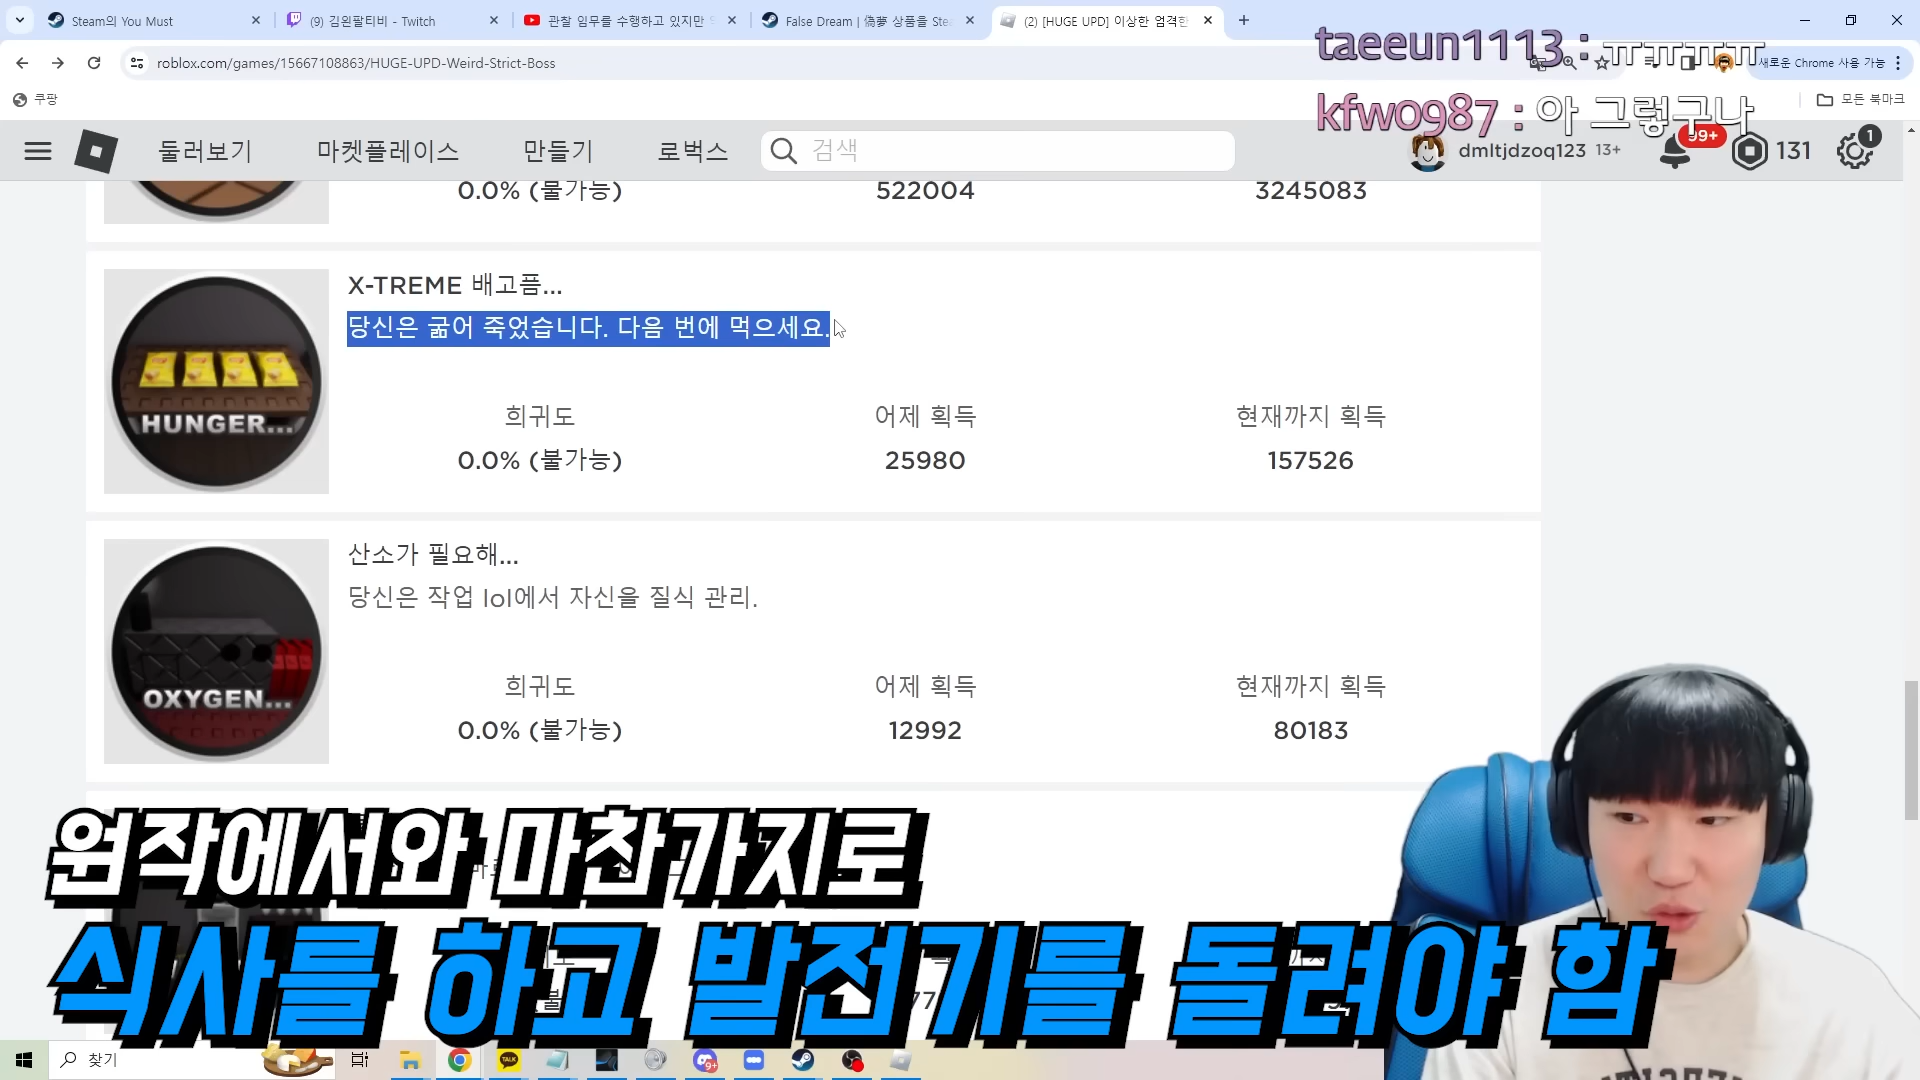 Steam의 You Must
(9) 김왼팔티비 - Twitch
관찰 임무를 수행하고 있지만
False Dream | 偽夢 상품을 Stea
(2) [HUGE UPD] 이상한 엄격한
roblox.com/games/15667108863/HUGE-UPD-Weird-Strict-Boss
새로운 Chrome 사용 가능
taeeun1113 : ㅠㅠㅠㅠㅠ
쿠팡
모든 북마크
kfwo987 : 아 그렇구나
둘러보기
마켓플레이스
만들기
로벅스
검색
dmltjdzoq123 13+
99+
131
1
0.0% (불가능)
522004
3245083
X-TREME 배고픔...
당신은 굶어 죽었습니다. 다음 번에 먹으세요.
HUNGER...
희귀도
어제 획득
현재까지 획득
0.0% (불가능)
25980
157526
산소가 필요해...
당신은 작업 lol에서 자신을 질식 관리.
OXYGEN...
희귀도
어제 획득
현재까지 획득
0.0% (불가능)
12992
80183
원작에서와 마찬가지로
식사를 하고 발전기를 돌려야 함
찾기
TALK
9+